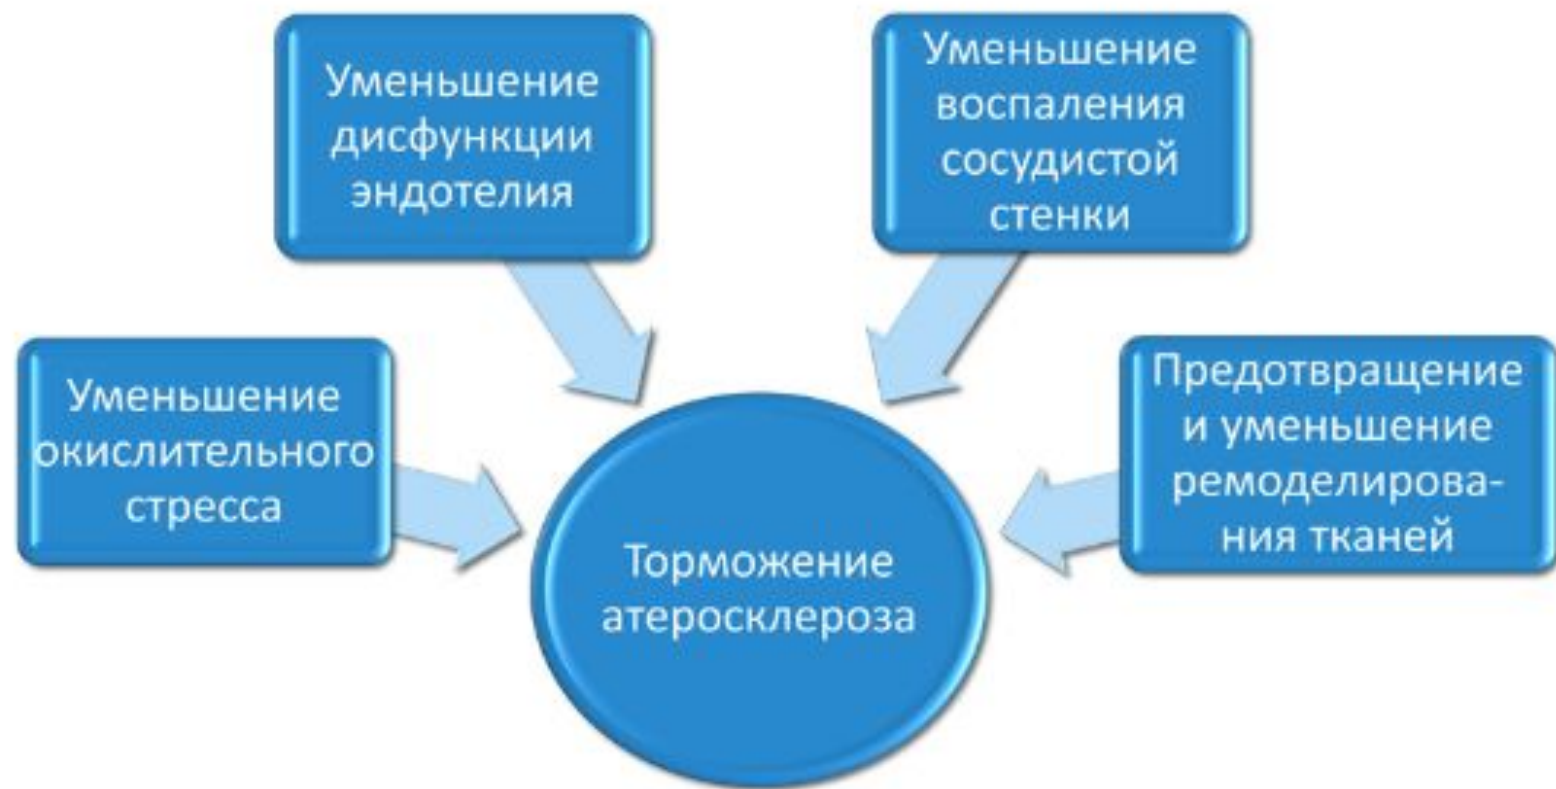 Уменьшение
дисфункции
эндотелия
Уменьшение
воспаления
сосудистой
стенки
Уменьшение
окислительного
стресса
Предотвращение
и уменьшение
ремоделирова-
ния тканей
Торможение
атеросклероза